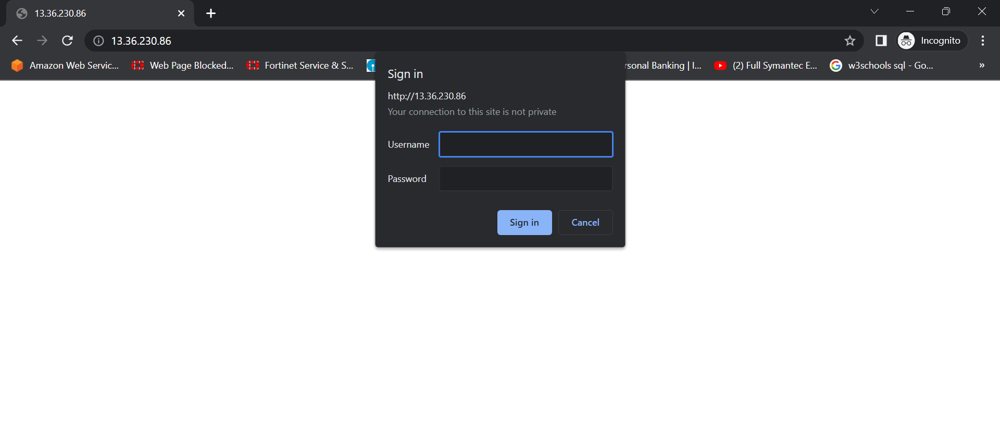 13.36.230.86
13.36.230.86
Incognito
Amazon Web Servic... Web Page Blocked... Fortinet Service & S... rsonal Banking | I... (2) Full Symantec E... w3schools sql - Go... »
Sign in
http://13.36.230.86
Your connection to this site is not private
Username
Password
Sign in Cancel